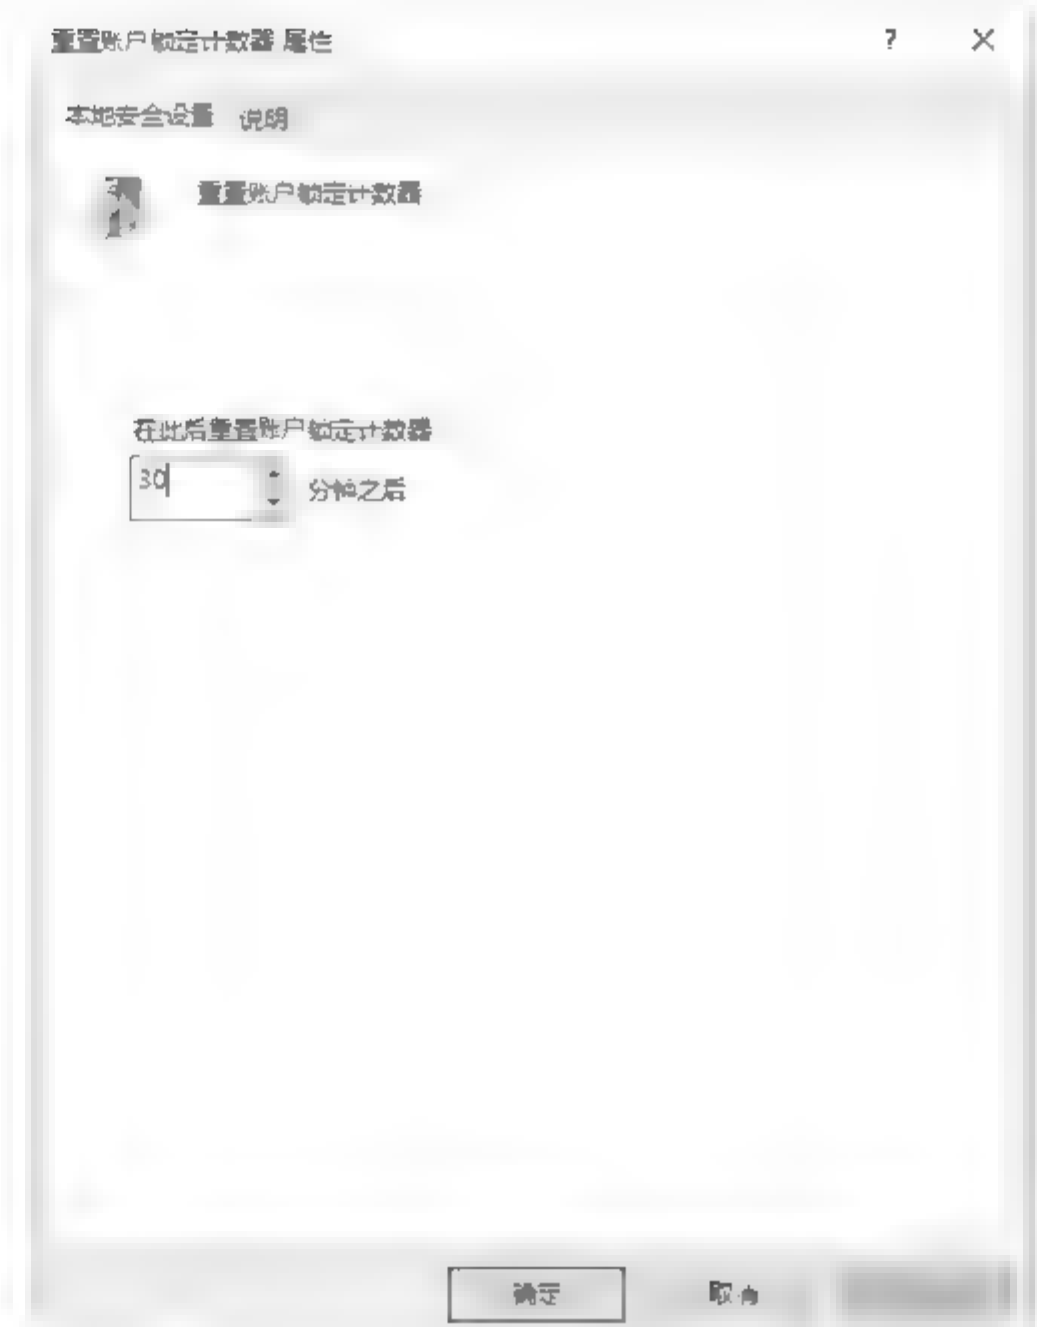 重置账户锁定计数器 属性 ? ×
本地安全设置 说明
重置账户锁定计数器
在此后重置账户锁定计数器
30 分钟之后
确定 取消